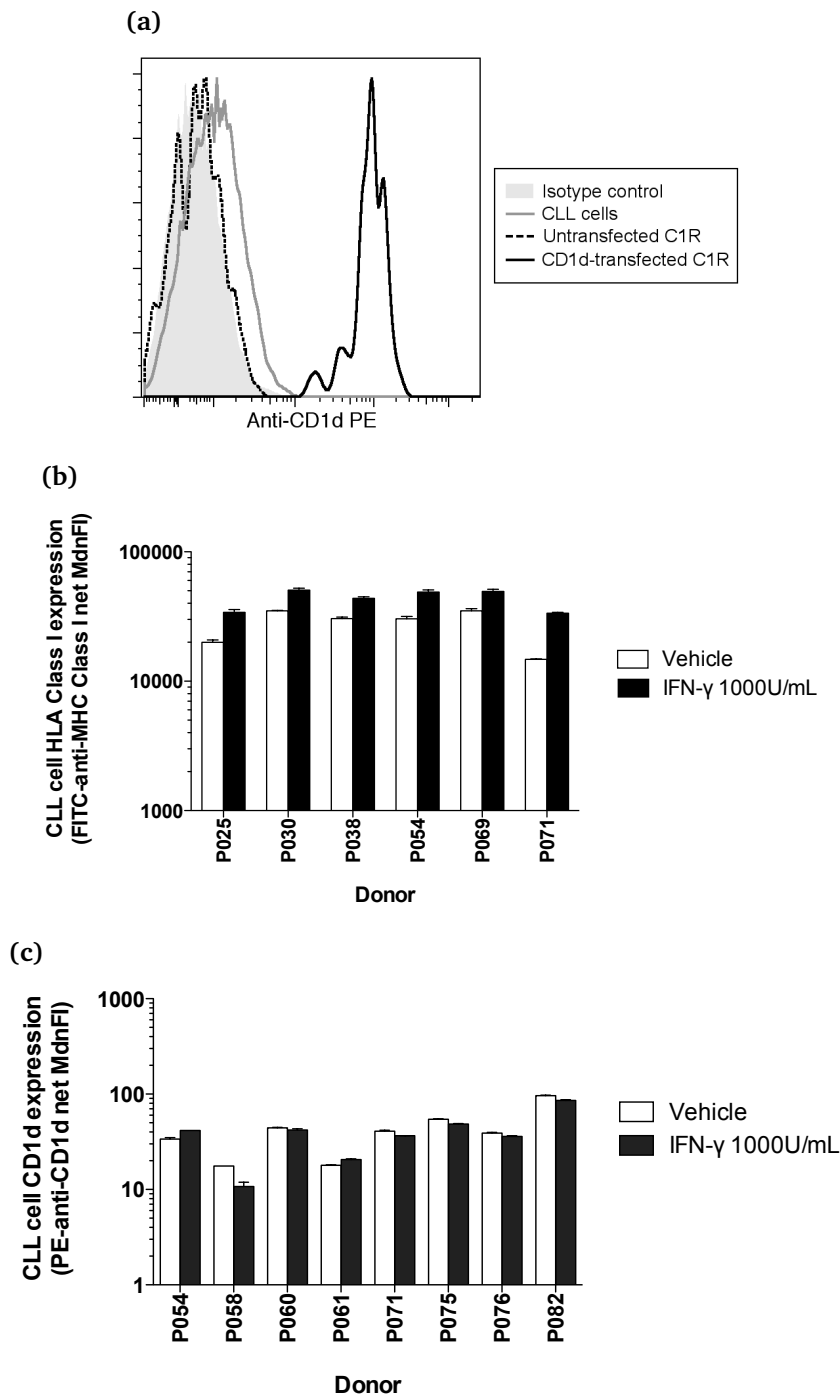 (a)
Isotype control
CLL cells
Untransfected C1R
CD1d-transfected C1R
Anti-CD1d PE
(b)
CLL cell HLA Class I expression
(FITC-anti-MHC Class I net MdnFI)
100000
10000
1000
P025
P030
P038
P054
P069
P071
Donor
Vehicle
IFN-γ 1000U/mL
(c)
CLL cell CD1d expression
(PE-anti-CD1d net MdnFI)
1000
100
10
1
P054
P058
P060
P061
P071
P075
P076
P082
Donor
Vehicle
IFN-γ 1000U/mL